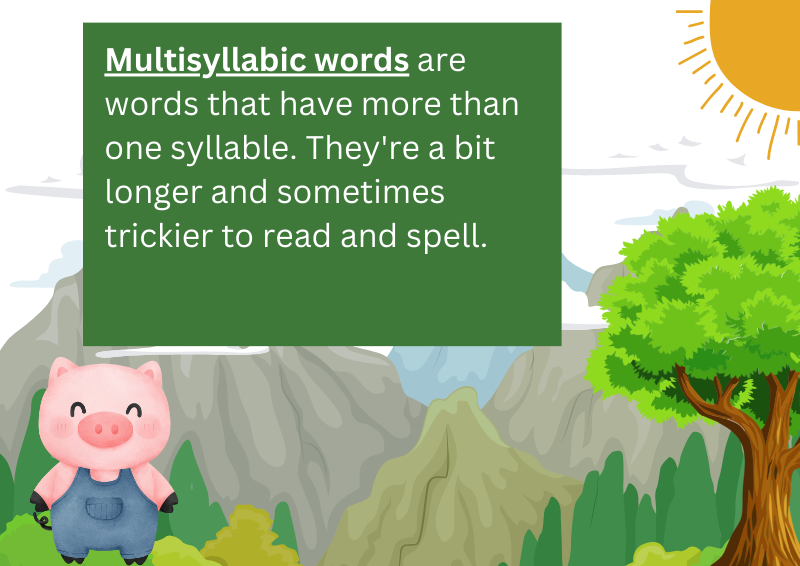 Multisyllabic words are
words that have more than
one syllable. They're a bit
longer and sometimes
trickier to read and spell.